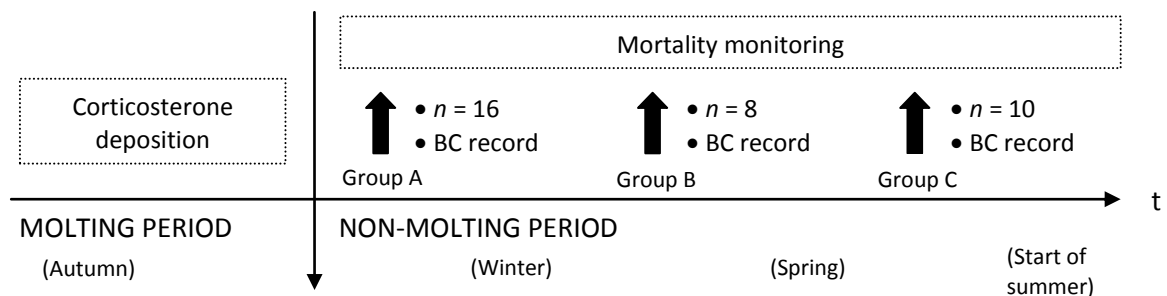 Mortality monitoring
Corticosterone
deposition
• n = 16
• BC record
Group A
• n = 8
• BC record
Group B
• n = 10
• BC record
Group C
t
MOLTING PERIOD
(Autumn)
NON-MOLTING PERIOD
(Winter)
(Spring)
(Start of
summer)